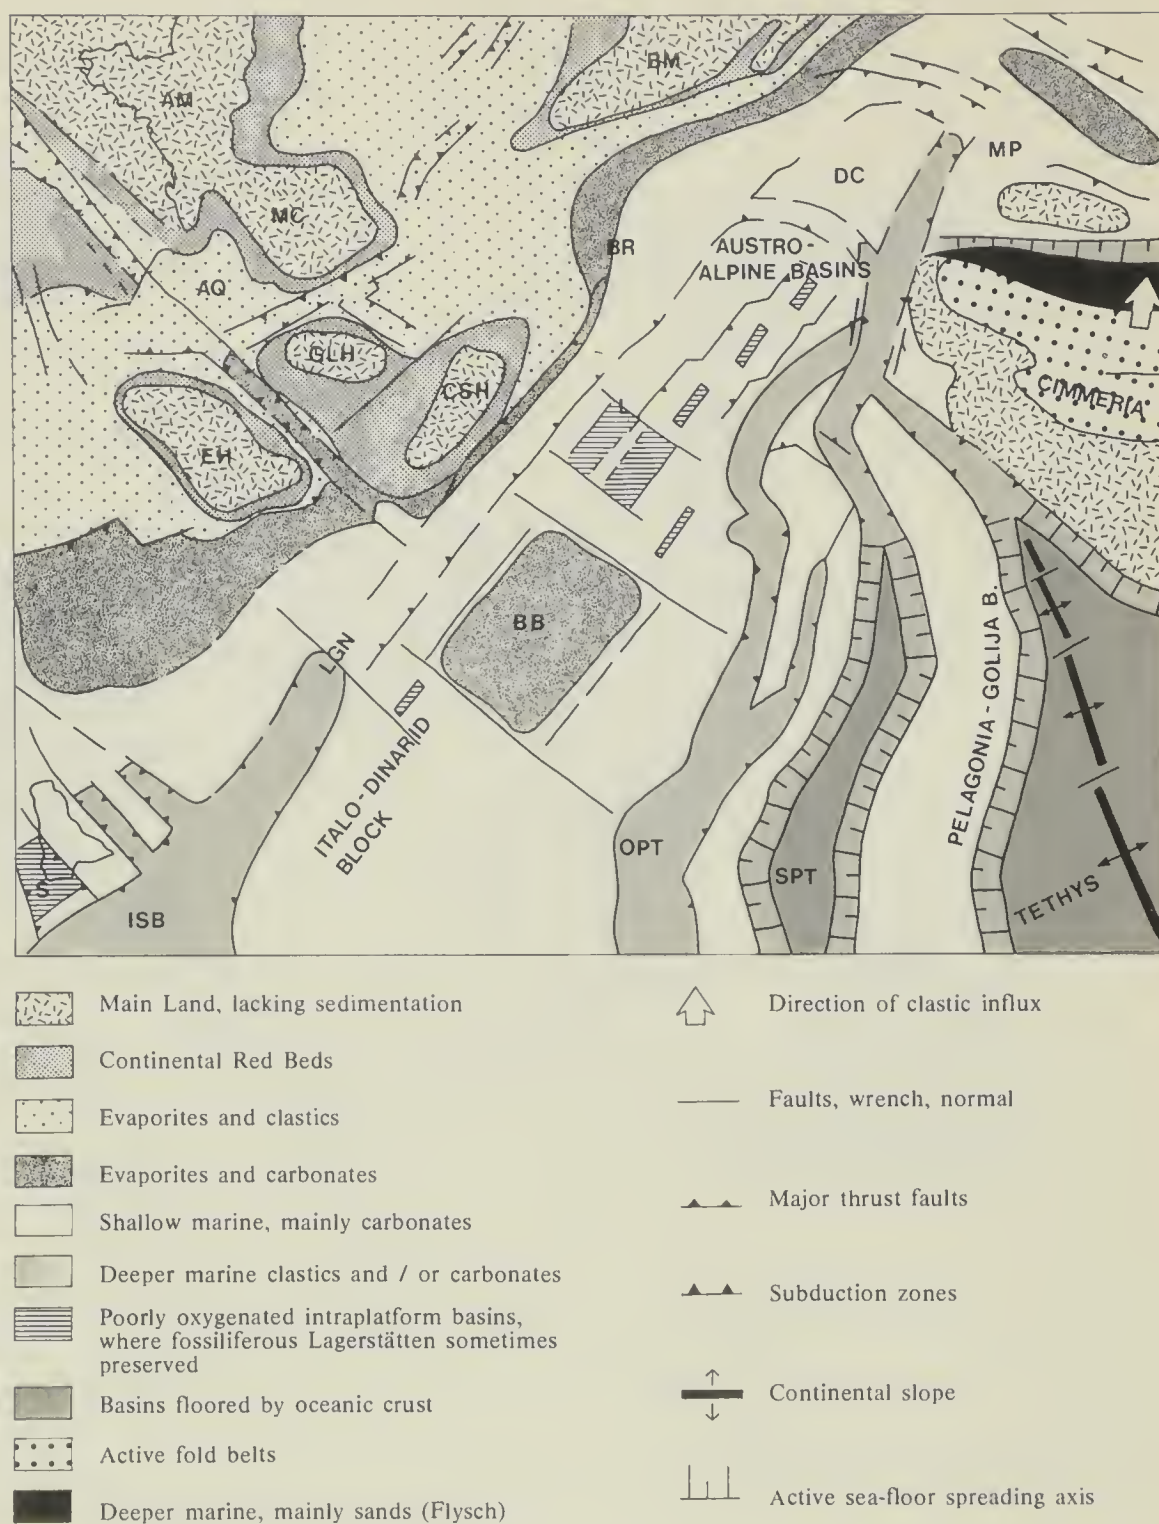 BM
AM
MP
DC
MC
BR
AUSTRO-
ALPINE BASINS
AQ
GLH
CSH
CIMMERIA
EH
L
BB
PELAGONIA - GOLIJA B.
LGN
ITALO - DINARID
BLOCK
OPT
SPT
TETHYS
S
ISB
Main Land, lacking sedimentation
Continental Red Beds
Evaporites and clastics
Evaporites and carbonates
Shallow marine, mainly carbonates
Deeper marine clastics and / or carbonates
Poorly oxygenated intraplatform basins,
where fossiliferous Lagerstätten sometimes
preserved
Basins floored by oceanic crust
Active fold belts
Deeper marine, mainly sands (Flysch)
Direction of clastic influx
Faults, wrench, normal
Major thrust faults
Subduction zones
Continental slope
Active sea-floor spreading axis